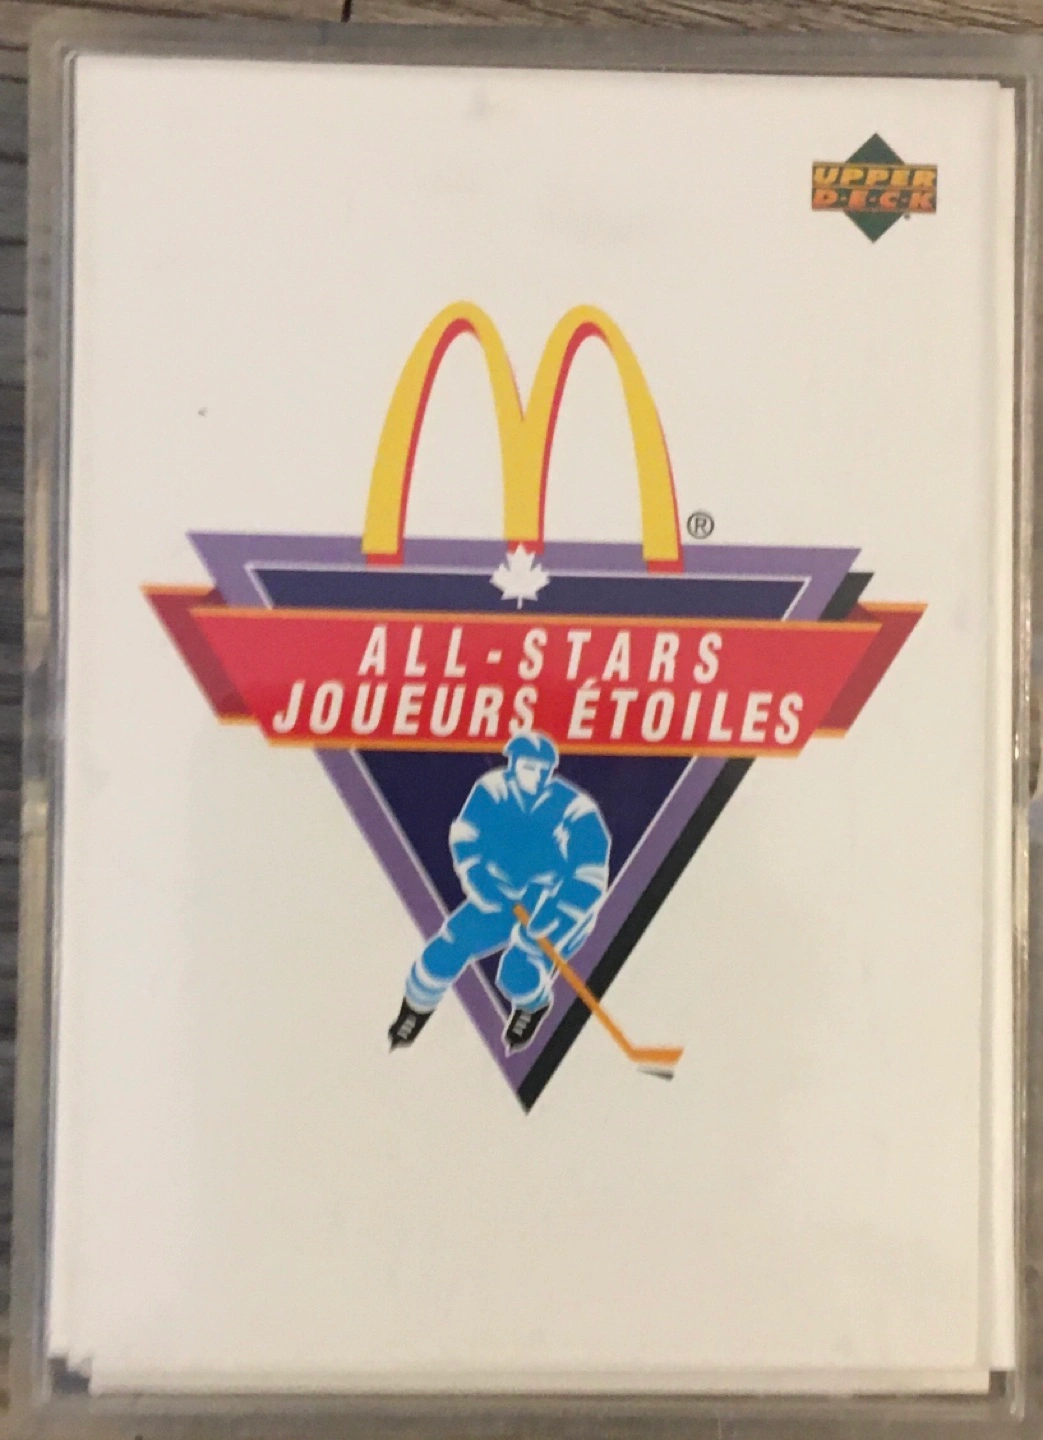 UPPER
D·E·C·K
®
ALL-STARS
JOUEURS ÉTOILES